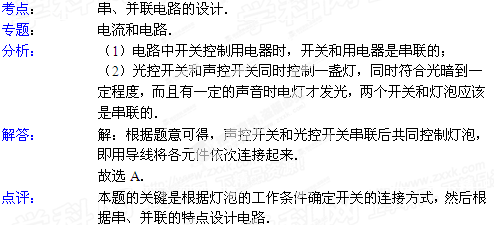 考点： 串、并联电路的设计．
专题： 电流和电路．
分析： （1）电路中开关控制用电器时，开关和用电器是串联的；
（2）光控开关和声控开关同时控制一盏灯，同时符合光暗到一
定程度，而且有一定的声音时电灯才发光，两个开关和灯泡应该
是串联的．
解答： 解：根据题意可得，声控开关和光控开关串联后共同控制灯泡，
即用导线将各元件依次连接起来．
故选 A．
点评： 本题的关键是根据灯泡的工作条件确定开关的连接方式，然后根
据串、并联的特点设计电路．